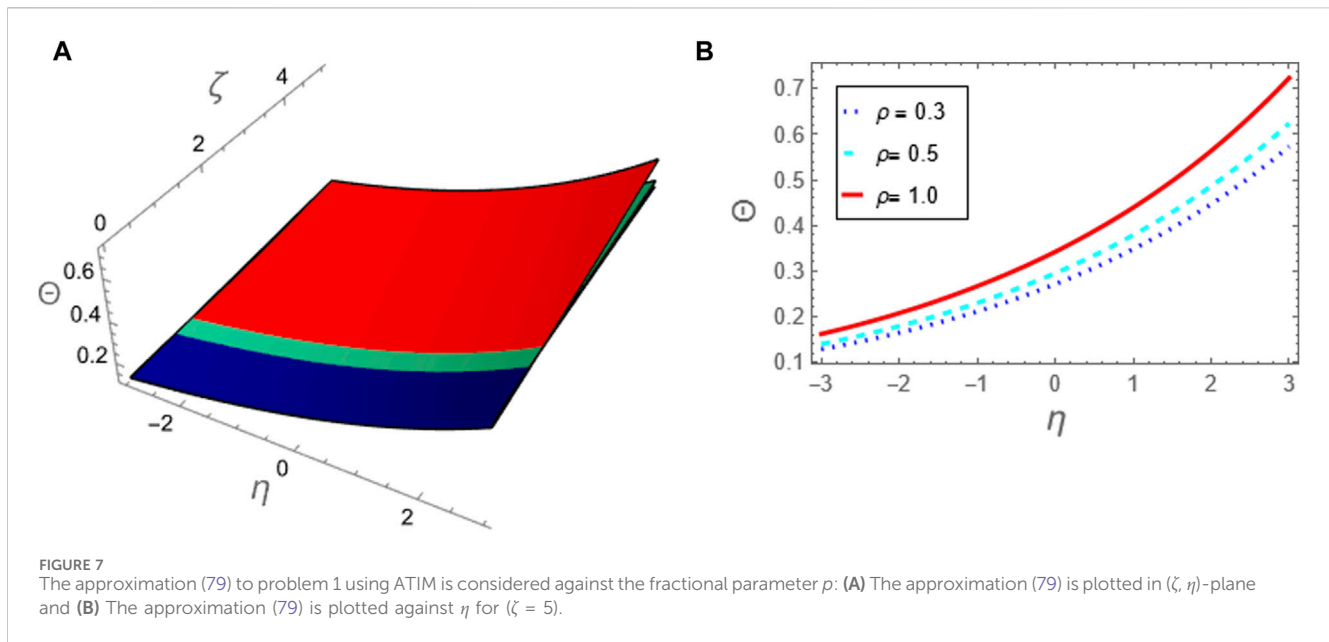 A
ζ
4
2
0
0.6
Θ
0.4
0.2
−2
0
η
2
B
0.7
0.6
0.5
Θ
0.4
0.3
0.2
0.1
ρ = 0.3
ρ= 0.5
ρ= 1.0
−3 −2 −1 0 1 2 3
η
FIGURE 7
The approximation (79) to problem 1 using ATIM is considered against the fractional parameter p: (A) The approximation (79) is plotted in (ζ, η)-plane
and (B) The approximation (79) is plotted against η for (ζ = 5).